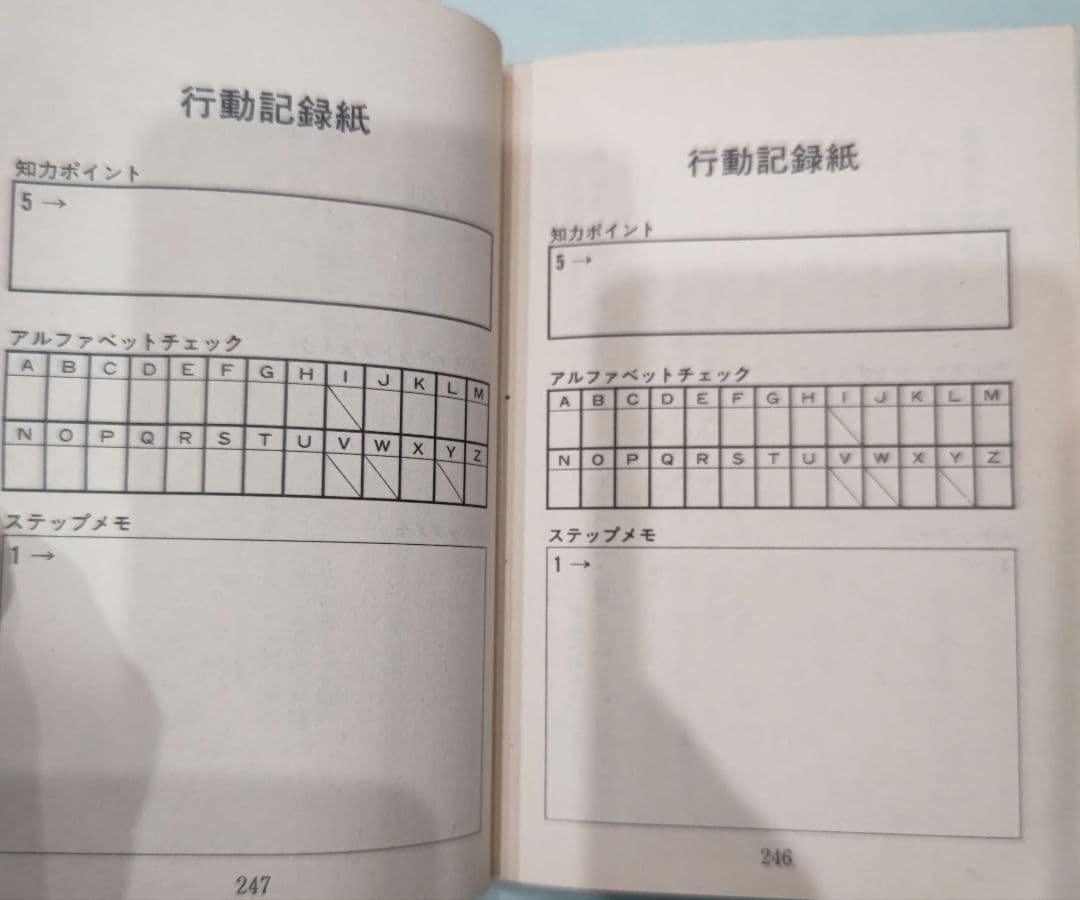 行動記録紙
知力ポイント
5→
アルファベットチェック
A B C D E F G H I J K L M
N O P Q R S T U V W X Y Z
ステップメモ
1→
246
行動記録紙
知力ポイント
5→
アルファベットチェック
A B C D E F G H I J K L M
N O P Q R S T U V W X Y Z
ステップメモ
1→
247